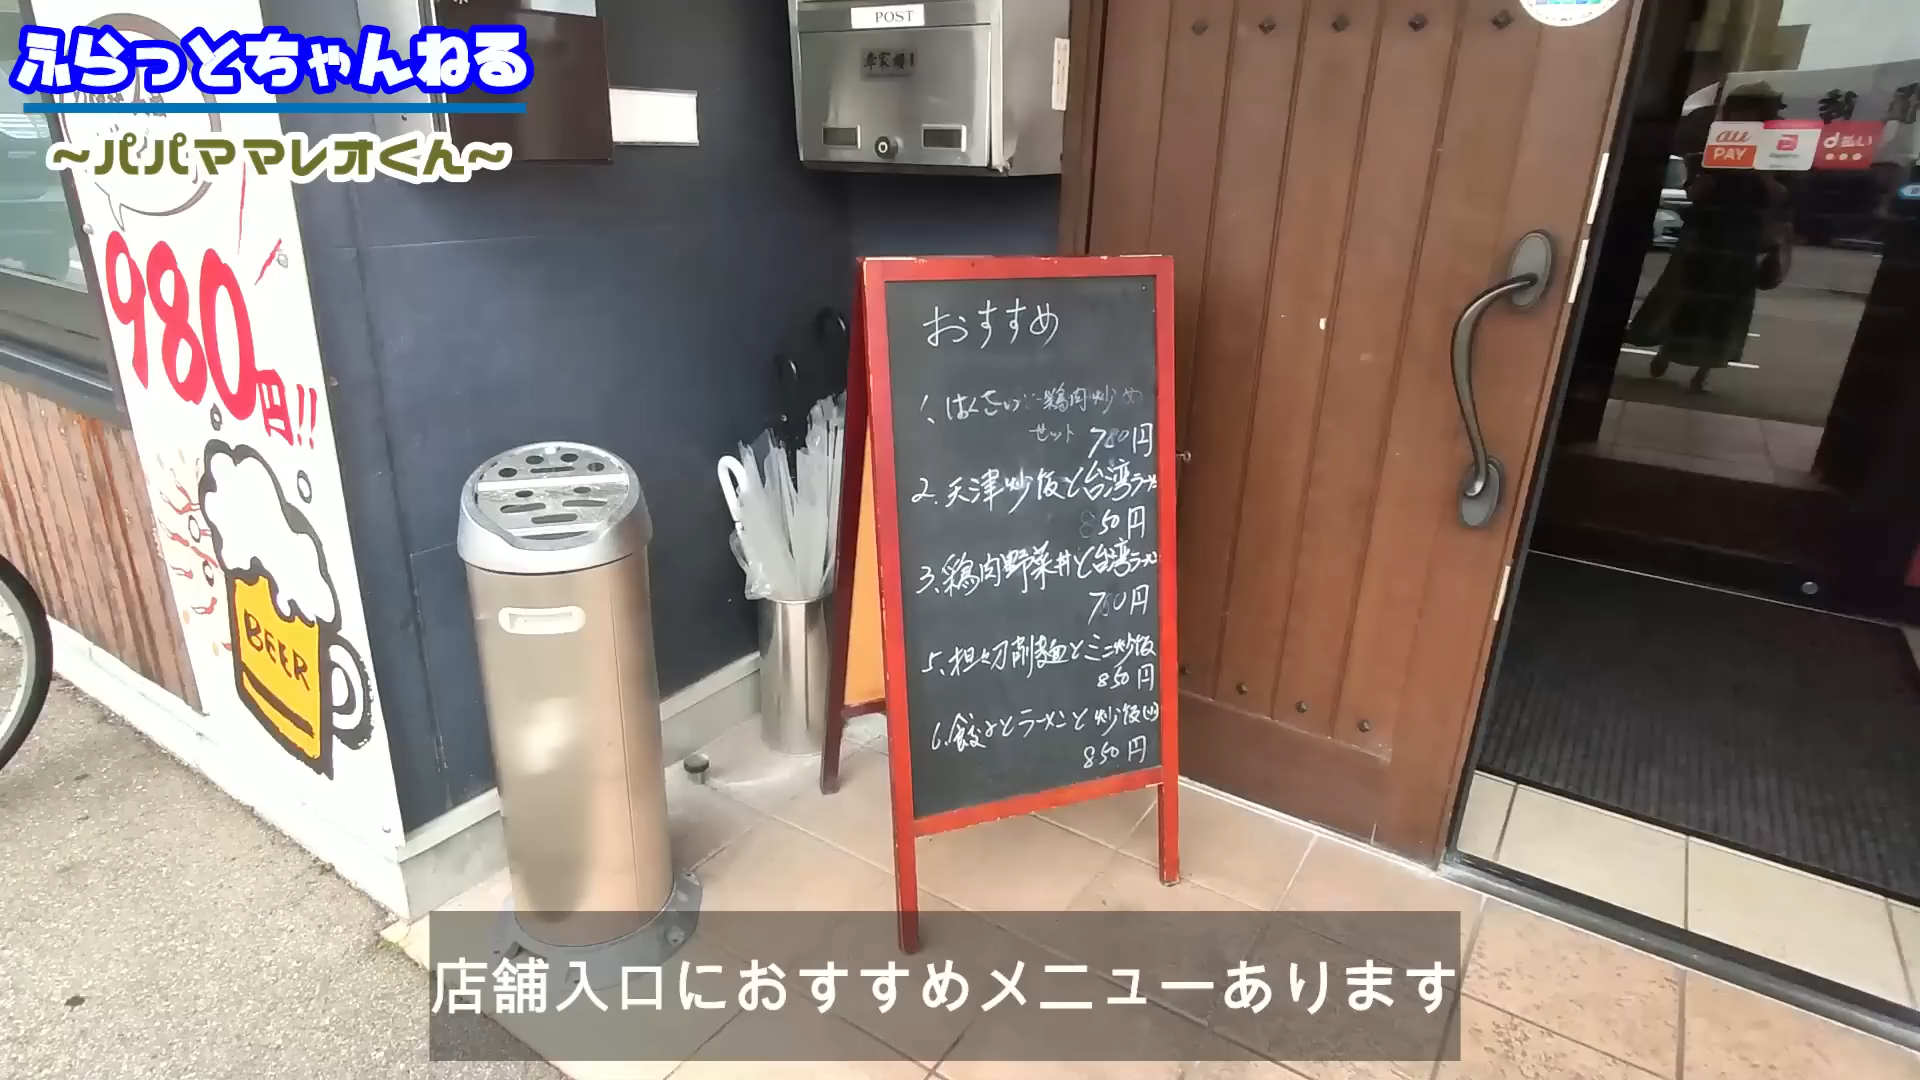 ふらっとちゃんねる
～パパママレオくん～
POST
980円!!
BEER
au
PAY
d払い
おすすめ
1、はくさい 鶏肉炒め
セット 780円
2.天津炒飯と台湾ラーメン
850円
3、鶏肉野菜丼と台湾ラーメン
780円
5、担々刀削麺とミニ炒飯
850円
6.餃子とラーメンと炒飯(小)
850円
店舗入口におすすめメニューあります